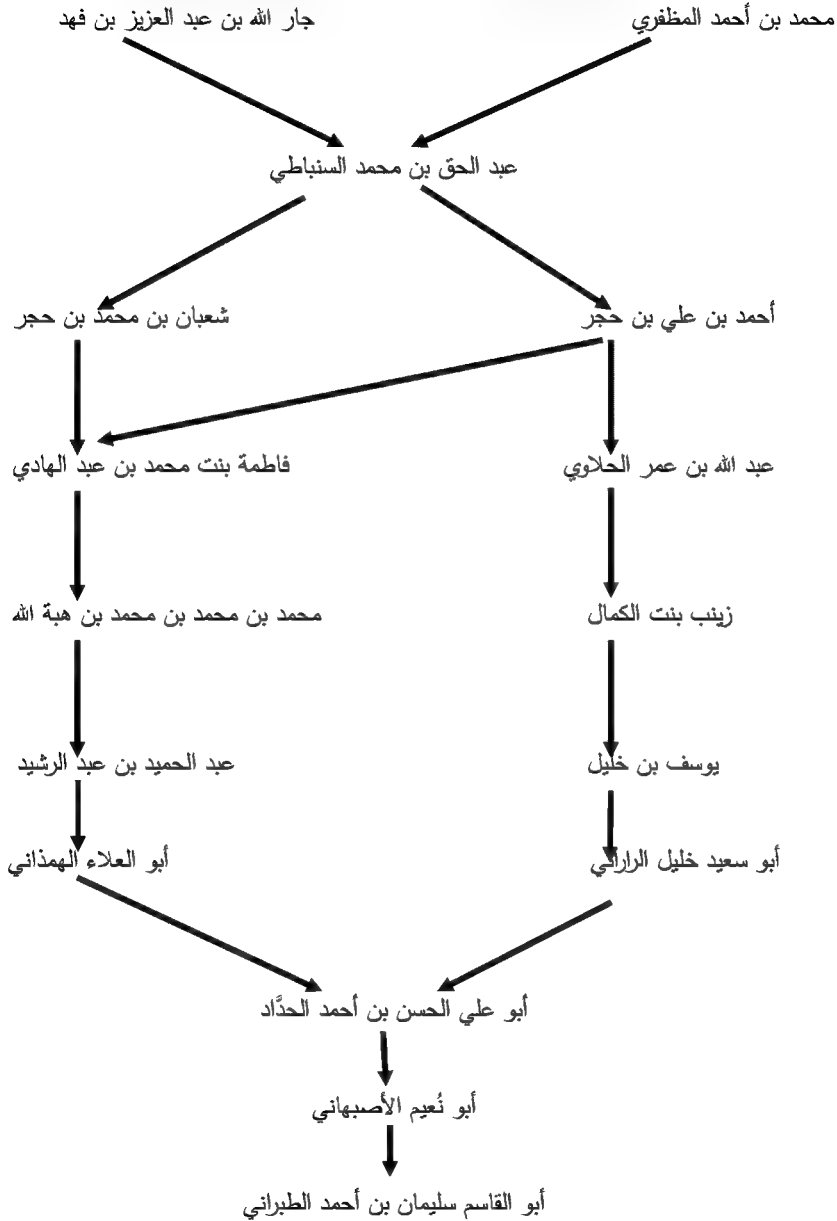 محمد بن أحمد المظفري
جار الله بن عبد العزيز بن فهد
عبد الحق بن محمد السنباطي
أحمد بن علي بن حجر
شعبان بن محمد بن حجر
عبد الله بن عمر الحلاوي
فاطمة بنت محمد بن عبد الهادي
زينب بنت الكمال
محمد بن محمد بن محمد بن هبة الله
يوسف بن خليل
عبد الحميد بن عبد الرشيد
أبو سعيد خليل الراراني
أبو العلاء الهمذاني
أبو علي الحسن بن أحمد الحدَّاد
أبو نُعيم الأصبهاني
أبو القاسم سليمان بن أحمد الطبراني